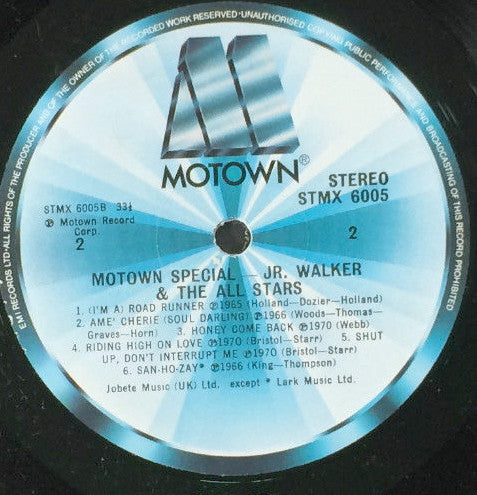 EMI RECORDS LTD·ALL RIGHTS OF THE PRODUCER AND OF THE OWNER OF THE RECORDED WORK RESERVED·UNAUTHORISED COPYING PUBLIC PERFORMANCE AND BROADCASTING OF THIS RECORD PROHIBITED
MOTOWN®
STEREO
STMX 6005
STMX 6005B 33⅓
℗ Motown Record
Corp.
2
2
MOTOWN SPECIAL — JR. WALKER
& THE ALL STARS
1. (I'M A) ROAD RUNNER ℗1965 (Holland—Dozier—Holland)
2. AME' CHERIE (SOUL DARLING) ℗1966 (Woods—Thomas—
Graves—Horn) 3. HONEY COME BACK ℗1970 (Webb)
4. RIDING HIGH ON LOVE ℗1970 (Bristol—Starr) 5. SHUT
UP, DON'T INTERRUPT ME ℗1970 (Bristol—Starr)
6. SAN-HO-ZAY* ℗1966 (King—Thompson)
Jobete Music (UK) Ltd. except * Lark Music Ltd.